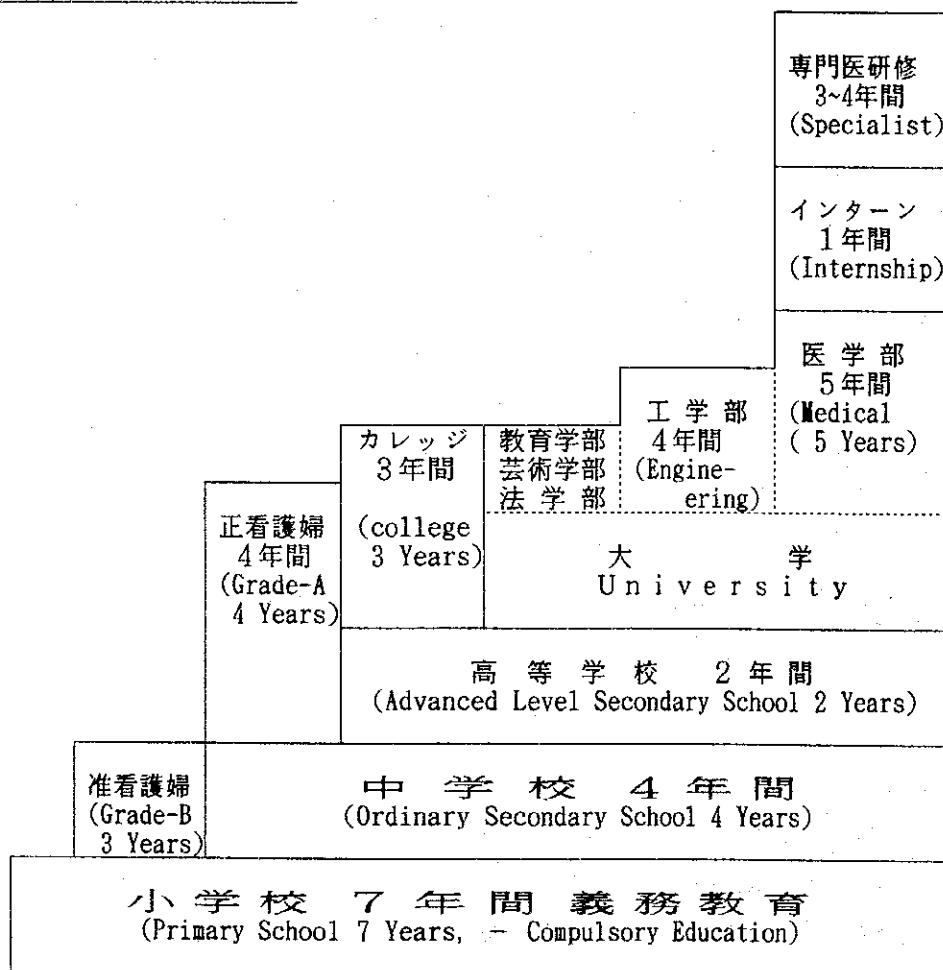 専門医研修
3~4年間
(Specialist)
インターン
1年間
(Internship)
医学部
5年間
(Medical
( 5 Years)
工学部
4年間
(Engine-
ering)
教育学部
芸術学部
法学部
カレッジ
3年間
(college
3 Years)
正看護婦
4年間
(Grade-A
4 Years)
大学
University
高等学校 2年間
(Advanced Level Secondary School 2 Years)
准看護婦
(Grade-B
3 Years)
中学校 4年間
(Ordinary Secondary School 4 Years)
小学校 7年間 義務教育
(Primary School 7 Years, - Compulsory Education)